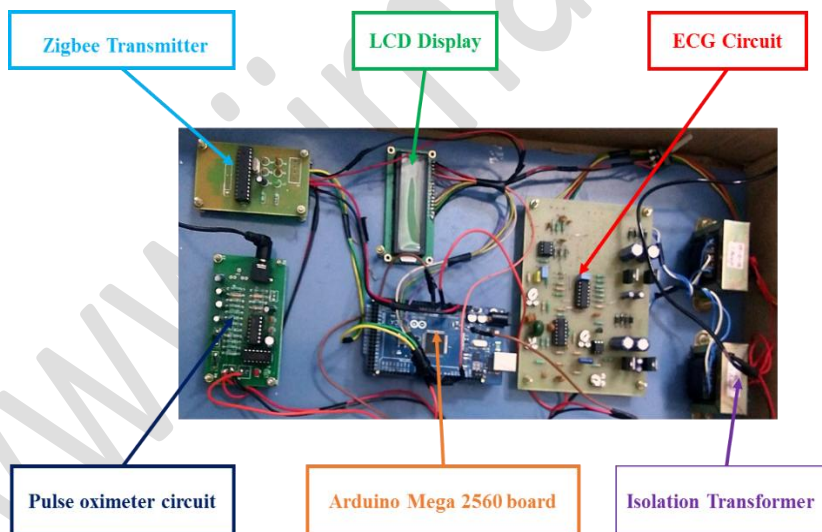 Zigbee Transmitter
LCD Display
ECG Circuit
Pulse oximeter circuit
Arduino Mega 2560 board
Isolation Transformer